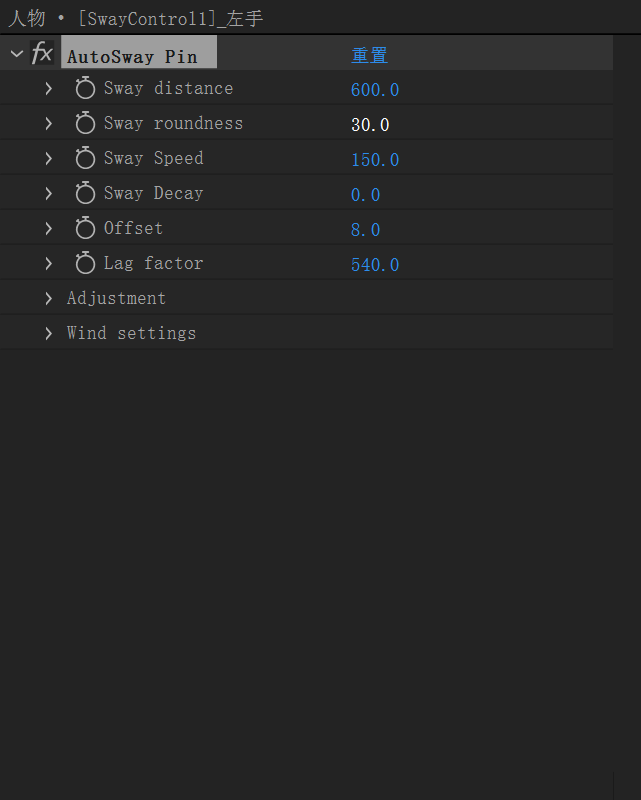 人物 • [SwayControll]_左手
fx AutoSway Pin 重置
Sway distance 600.0
Sway roundness 30.0
Sway Speed 150.0
Sway Decay 0.0
Offset 8.0
Lag factor 540.0
Adjustment
Wind settings